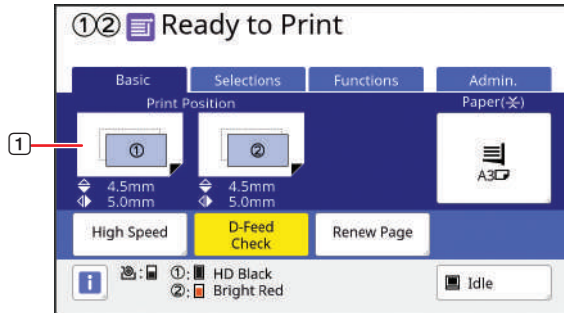 ①② Ready to Print
Basic Selections Functions Admin.
Print Position Paper(
1
① ②
A3
4.5mm 4.5mm
5.0mm 5.0mm
High Speed D-Feed Check Renew Page
i ①: HD Black Idle
②: Bright Red